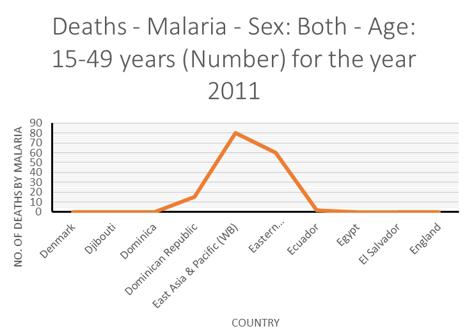 Deaths - Malaria - Sex: Both - Age:
15-49 years (Number) for the year
2011
NO. OF DEATHS BY MALARIA
90
80
70
60
50
40
30
20
10
0
Denmark
Djibouti
Dominica
Dominican Republic
East Asia & Pacific (WB)
Eastern...
Ecuador
Egypt
El Salvador
England
COUNTRY